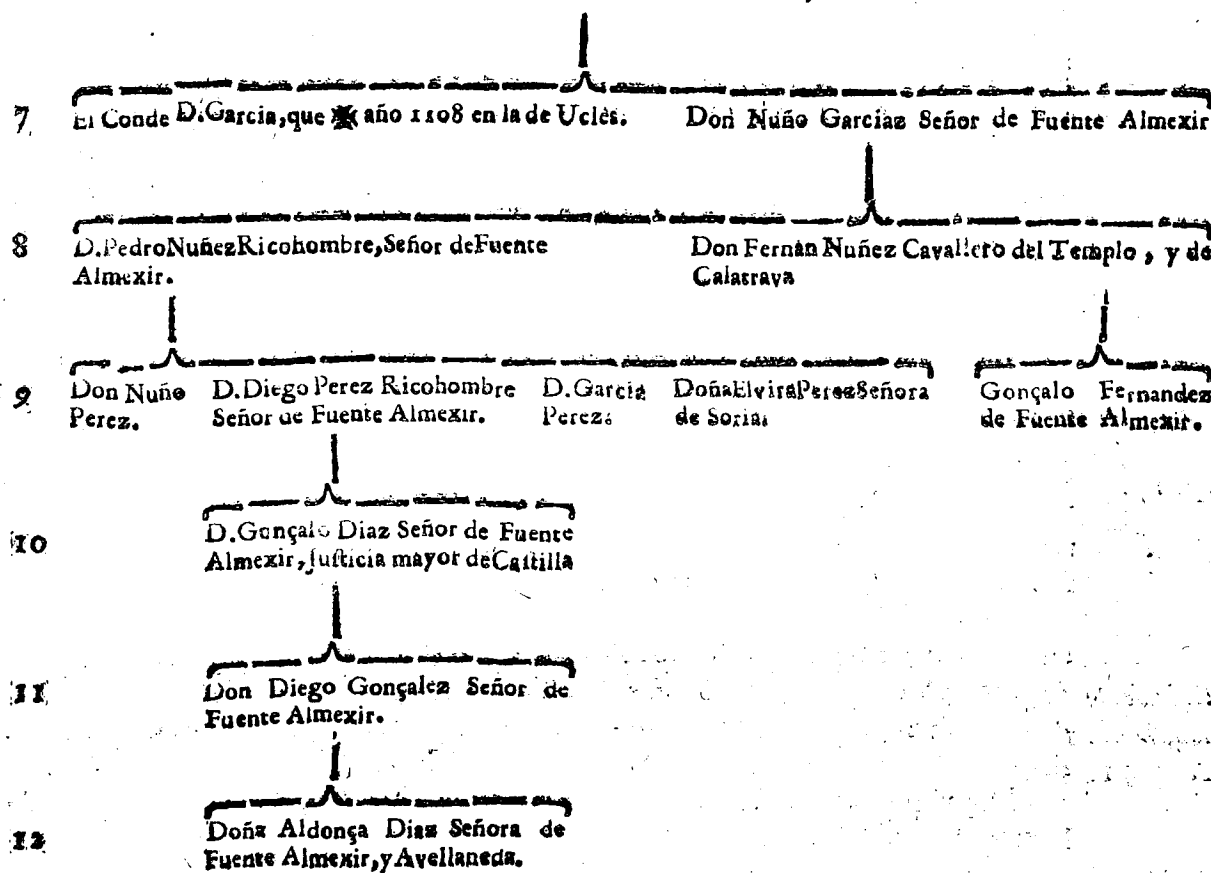 7 El Conde D. Garcia, que ✠ año 1108 en la de Uclès. Don Nuño Garciaz Señor de Fuente Almexir
8 D. Pedro Nuñez Ricohombre, Señor de Fuente
Almexir.
Don Fernàn Nuñez Cavallero del Templo, y de
Calatrava
9 Don Nuño
Perez.
D. Diego Perez Ricohombre
Señor de Fuente Almexir.
D. Garcia
Perez.
Doña Elvira Perez Señora
de Soria.
Gonçalo Fernandez
de Fuente Almexir.
10 D. Gonçalo Diaz Señor de Fuente
Almexir, Justicia mayor de Castilla
11 Don Diego Gonçalez Señor de
Fuente Almexir.
12 Doña Aldonça Diaz Señora de
Fuente Almexir, y Avellaneda.